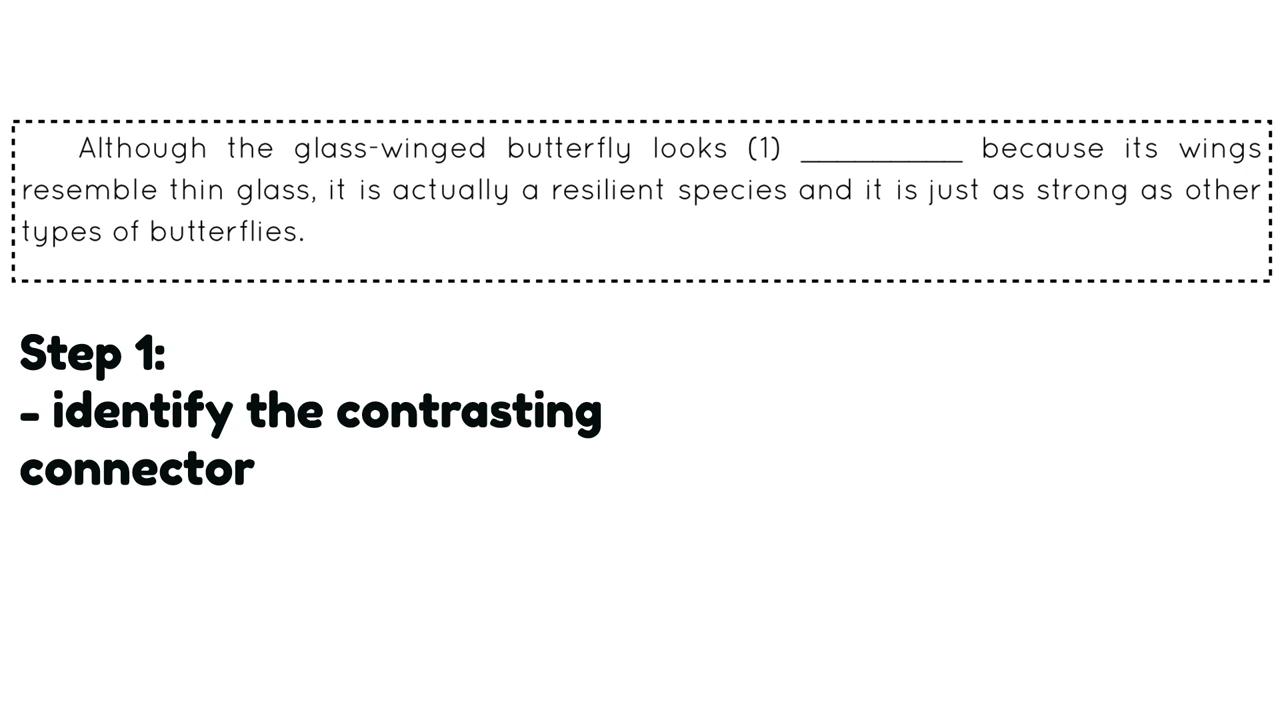 Although the glass-winged butterfly looks (1) __________ because its wings
resemble thin glass, it is actually a resilient species and it is just as strong as other
types of butterflies.
Step 1:
- identify the contrasting
connector